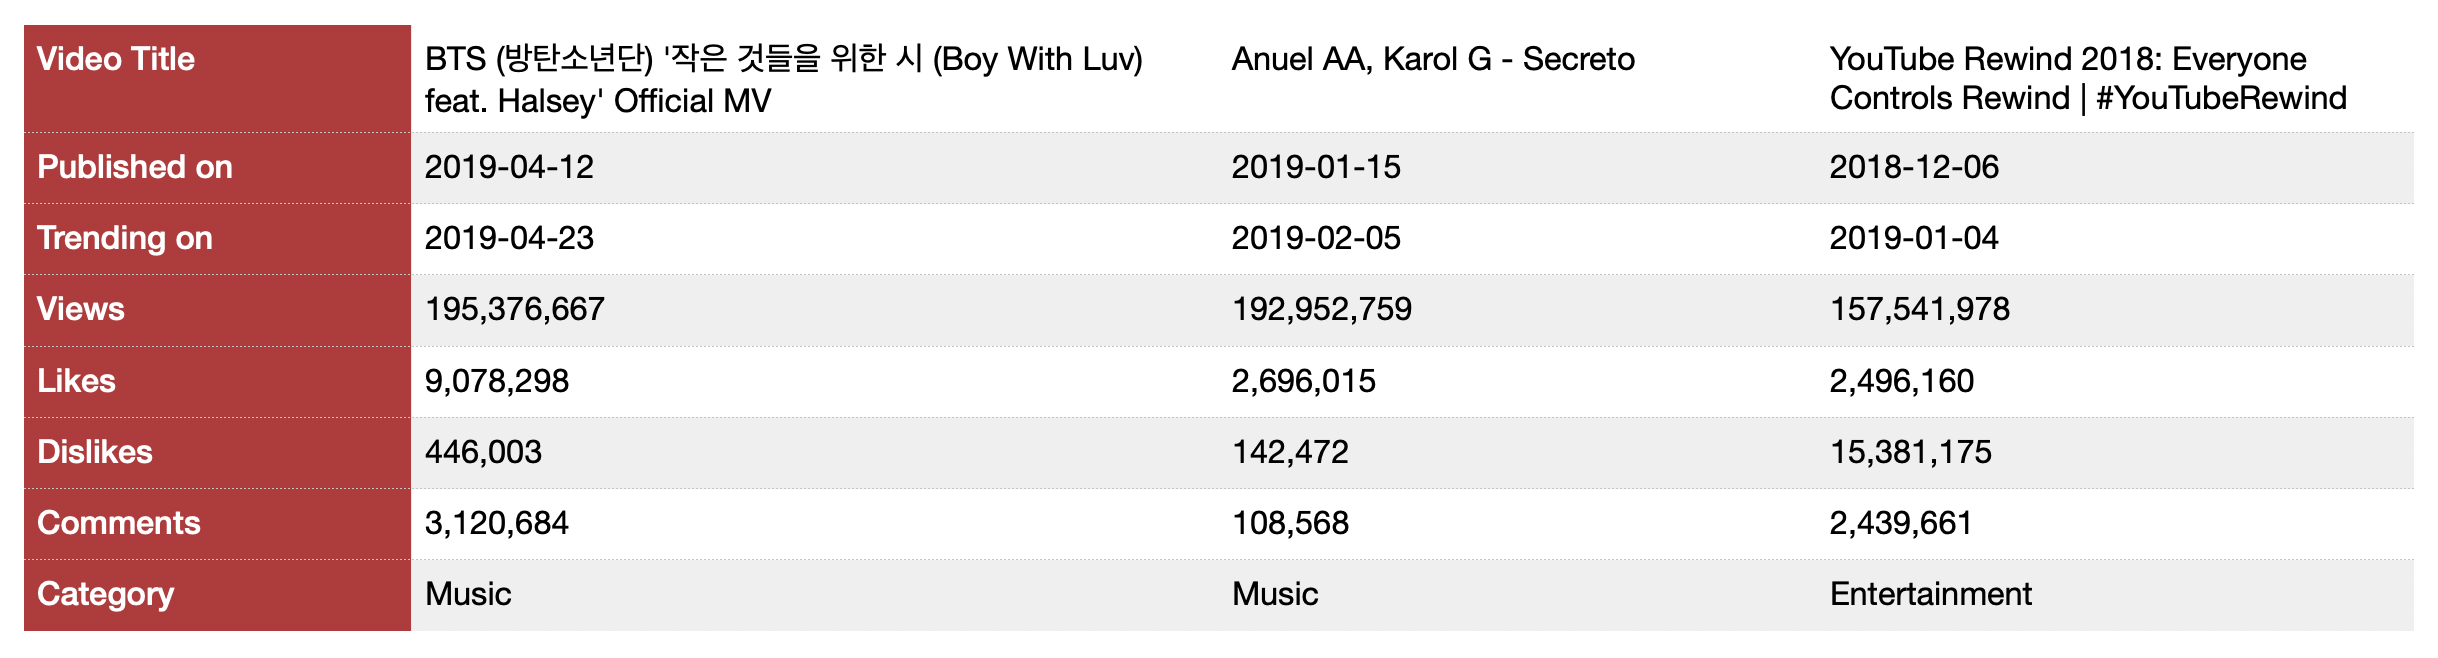 Video Title
BTS (방탄소년단) '작은 것들을 위한 시 (Boy With Luv)
feat. Halsey' Official MV
Anuel AA, Karol G - Secreto
YouTube Rewind 2018: Everyone
Controls Rewind | #YouTubeRewind
Published on 2019-04-12 2019-01-15 2018-12-06
Trending on 2019-04-23 2019-02-05 2019-01-04
Views 195,376,667 192,952,759 157,541,978
Likes 9,078,298 2,696,015 2,496,160
Dislikes 446,003 142,472 15,381,175
Comments 3,120,684 108,568 2,439,661
Category Music Music Entertainment